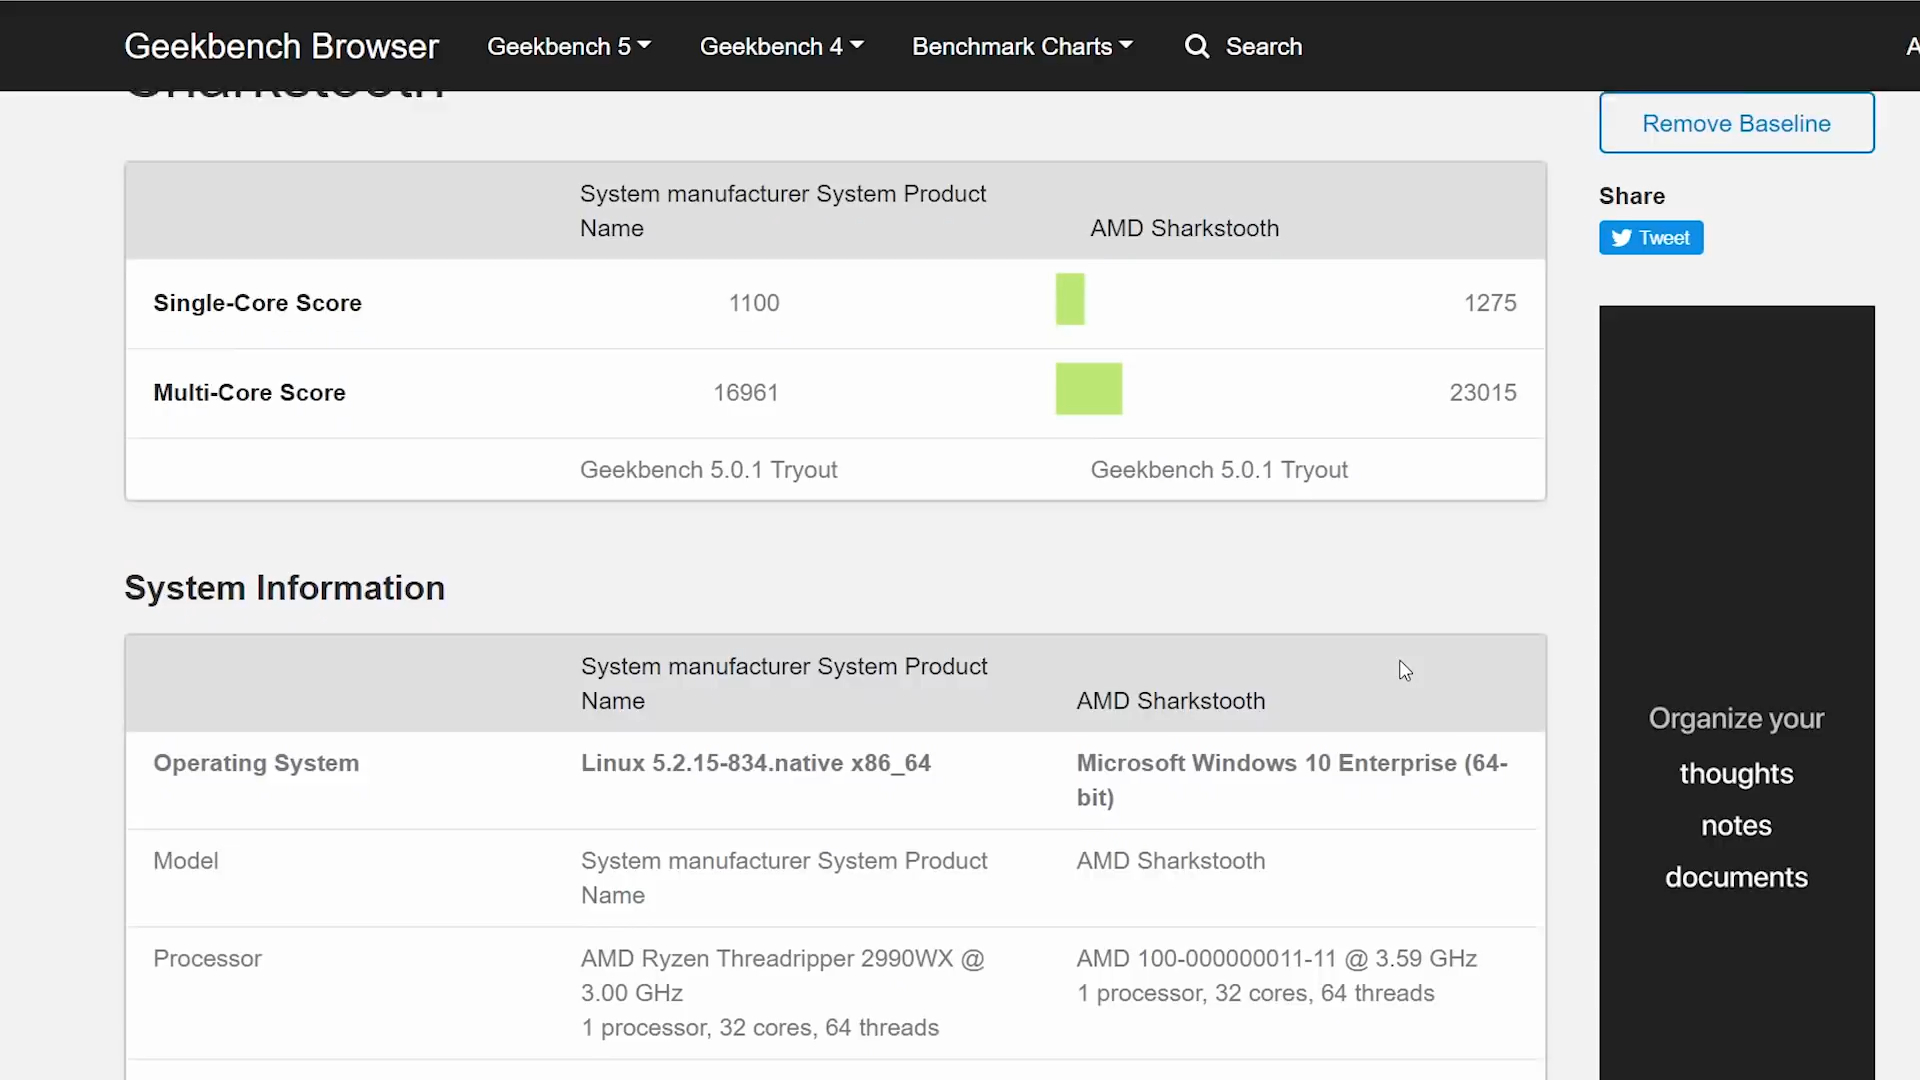 Geekbench Browser Geekbench 5 Geekbench 4 Benchmark Charts Search A
Sharkstooth
Remove Baseline
Share
Tweet
System manufacturer System Product
Name AMD Sharkstooth
Single-Core Score 1100 1275
Multi-Core Score 16961 23015
Geekbench 5.0.1 Tryout Geekbench 5.0.1 Tryout
System Information
System manufacturer System Product
Name AMD Sharkstooth
Operating System Linux 5.2.15-834.native x86_64 Microsoft Windows 10 Enterprise (64-
bit)
Model System manufacturer System Product AMD Sharkstooth
Name
Processor AMD Ryzen Threadripper 2990WX @ AMD 100-000000011-11 @ 3.59 GHz
3.00 GHz 1 processor, 32 cores, 64 threads
1 processor, 32 cores, 64 threads
Organize your
thoughts
notes
documents